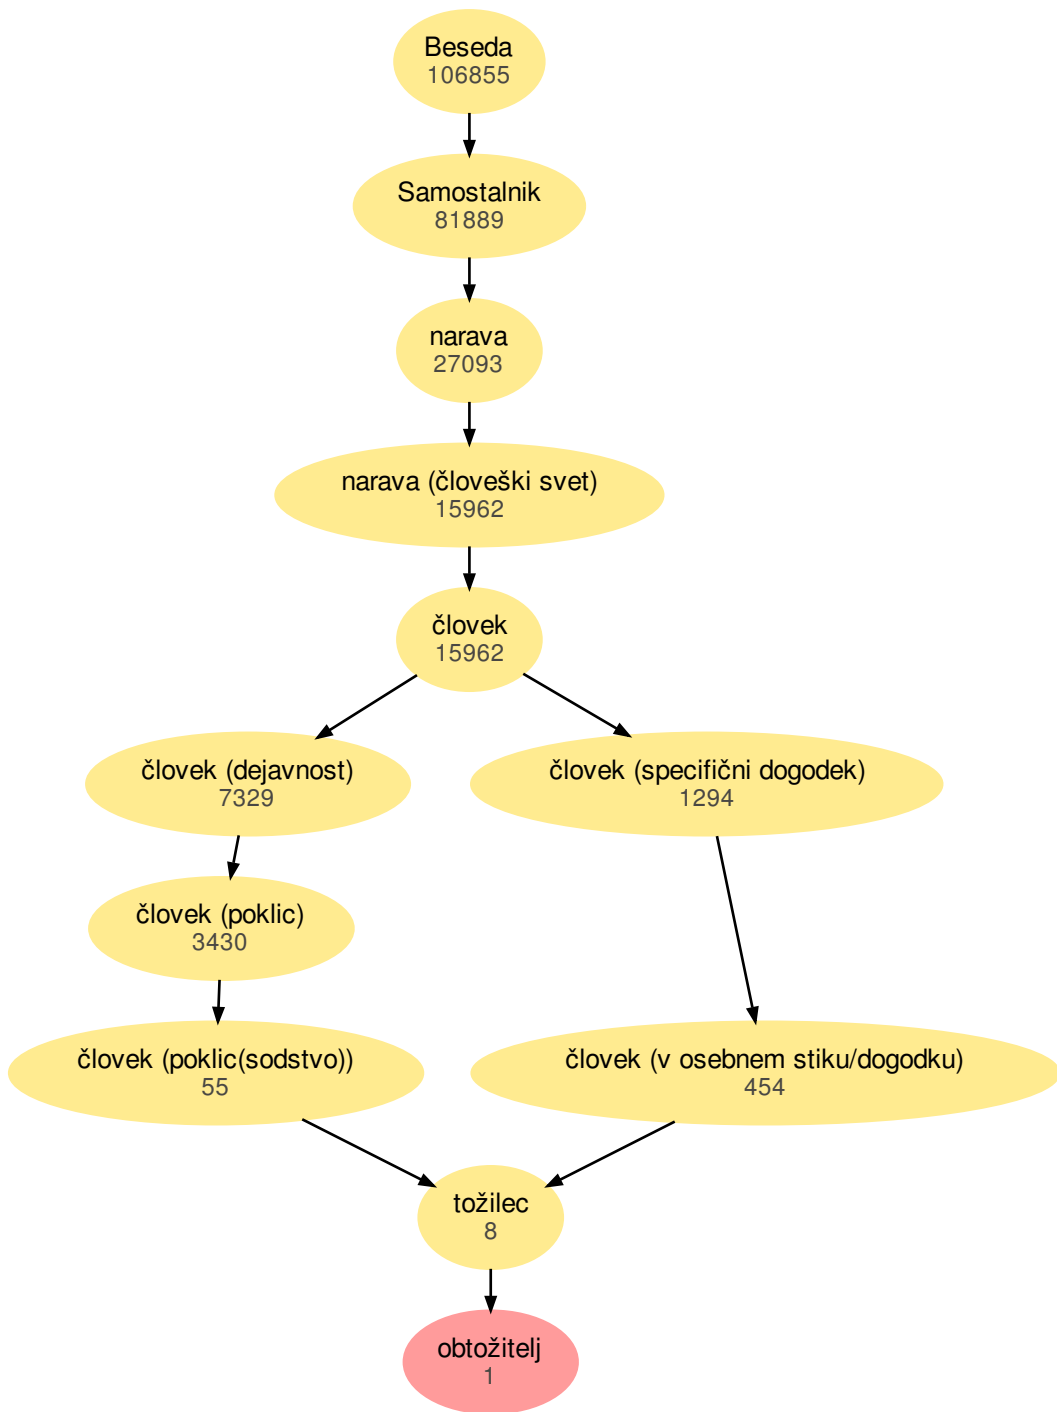 Beseda
106855
Samostalnik
81889
narava
27093
narava (človeški svet)
15962
človek
15962
človek (dejavnost)
7329
človek (specifični dogodek)
1294
človek (poklic)
3430
človek (poklic(sodstvo))
55
človek (v osebnem stiku/dogodku)
454
tožilec
8
obtožitelj
1